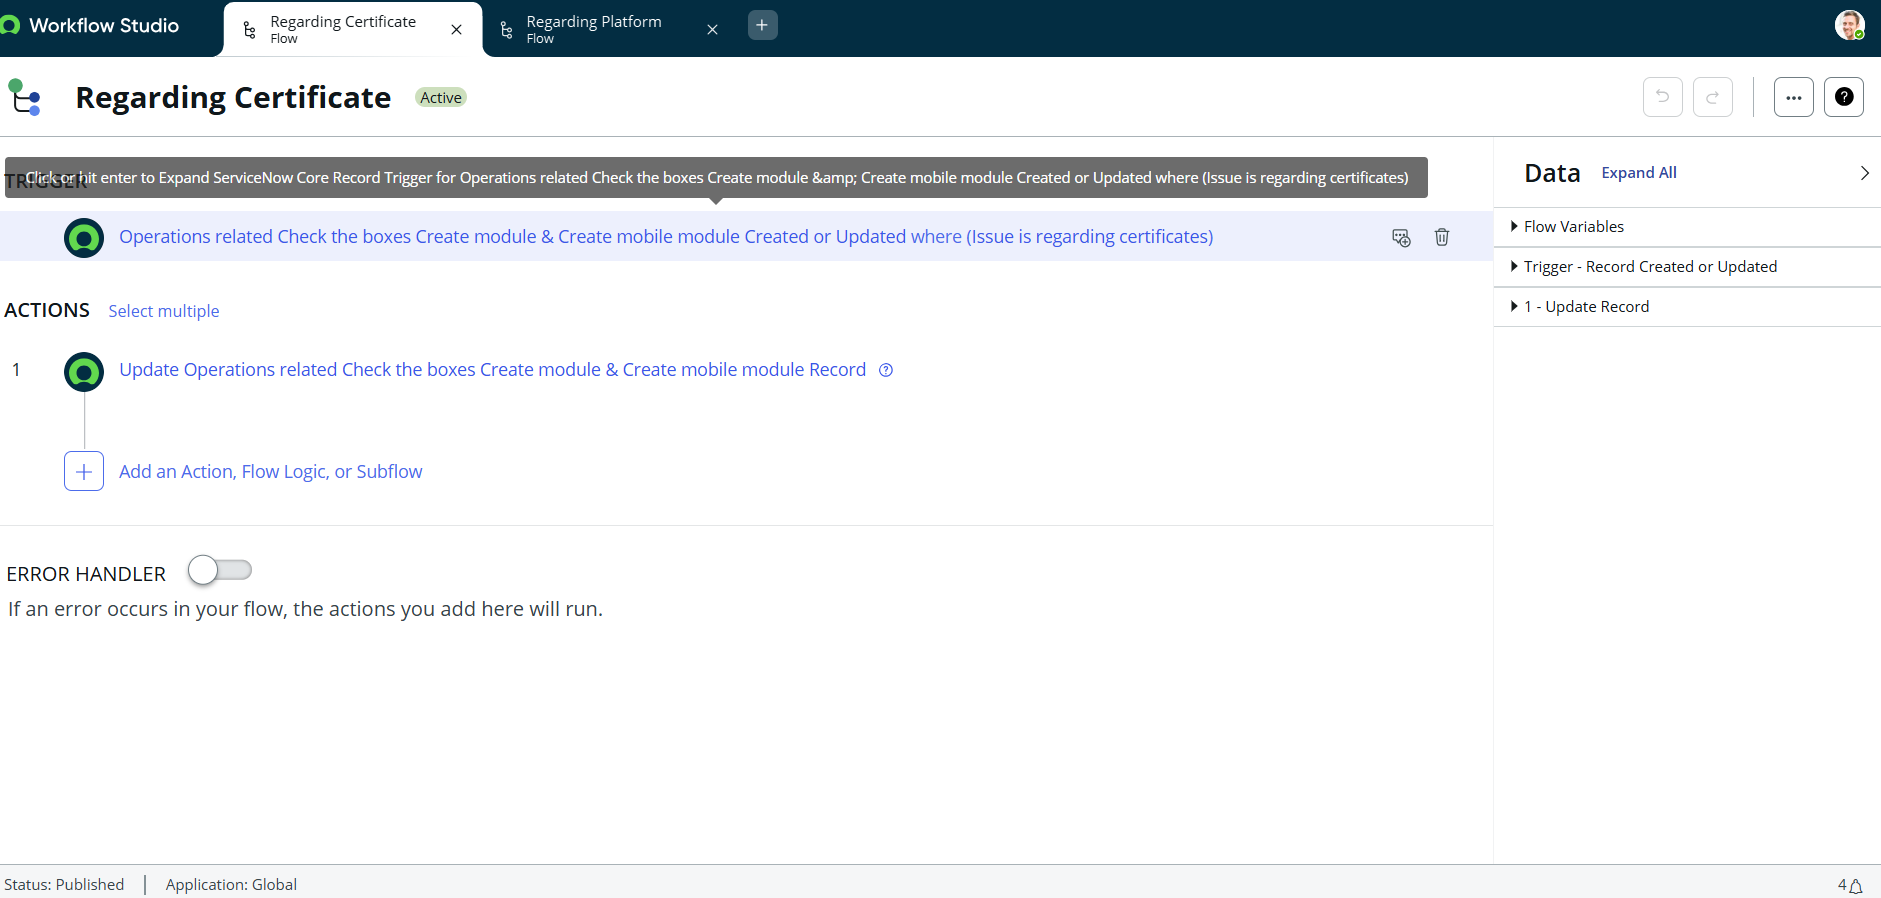 Workflow Studio
Regarding Certificate
Flow
Regarding Platform
Flow
Regarding Certificate
Active
TRIGGER
Click or hit enter to Expand ServiceNow Core Record Trigger for Operations related Check the boxes Create module &amp; Create mobile module Created or Updated where (Issue is regarding certificates)
Operations related Check the boxes Create module & Create mobile module Created or Updated where (Issue is regarding certificates)
ACTIONS Select multiple
1 Update Operations related Check the boxes Create module & Create mobile module Record
Add an Action, Flow Logic, or Subflow
ERROR HANDLER
If an error occurs in your flow, the actions you add here will run.
Data Expand All
Flow Variables
Trigger - Record Created or Updated
1 - Update Record
Status: Published
Application: Global
4